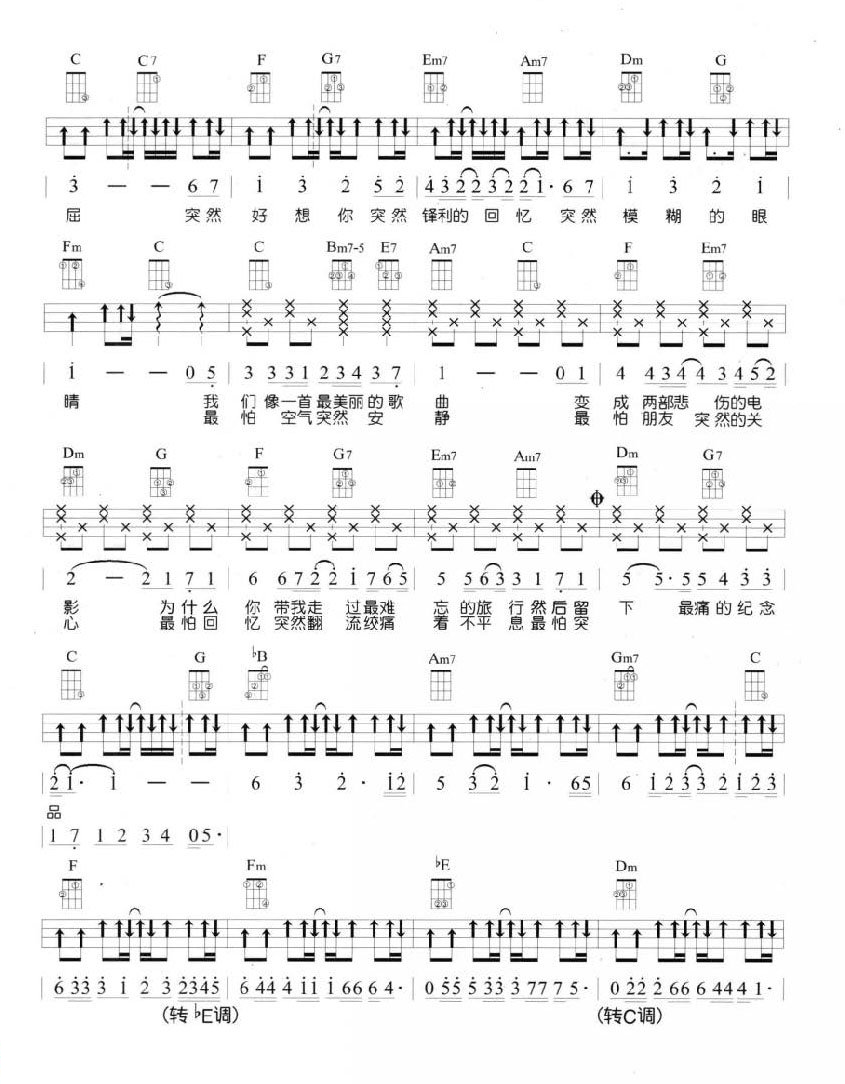 C C7 F G7 Em7 Am7 Dm G
3 — — 6 7 | 1 3 2 5 2 | 4 3 2 2 3 2 2 1 · 6 7 | 1 3 2 1
屈 突然 好 想 你 突然 锋利的 回 忆 突然 模 糊 的 眼
Fm C C Bm7-5 E7 Am7 C F Em7
1 — — 0 5 | 3 3 3 1 2 3 4 3 7 | 1 — — 0 1 | 4 4 3 4 4 3 4 5 2
晴 我 们 像一首 最美丽 的 歌 曲 变 成 两部悲 伤的电
最 怕 空气突然 安 静 最 怕 朋友 突然的关
Dm G F G7 Em7 Am7 Dm G7
2 — 2 1 7 1 | 6 6 7 2 2 1 7 6 5 | 5 5 6 3 3 1 7 1 | 5 5 · 5 5 4 3 3
影 为 什么 你 带我走 过最难 忘 的旅 行 然后 留 下 最痛 的 纪念
心 最怕 回 忆 突然翻 流绞痛 着 不平 息 最怕 突
C G ♭B Am7 Gm7 C
2 1 · 1 — — | 6 3 2 · 1 2 | 5 3 2 1 · 6 5 | 6 1 2 3 3 2 1 2 3
品
1 7 1 2 3 4 0 5 ·
F Fm ♭E Dm
6 3 3 3 1 2 3 2 3 4 5 | 6 4 4 4 1 1 1 6 6 6 4 · | 0 5 5 5 3 3 3 7 7 7 5 · | 0 2 2 2 6 6 6 4 4 4 1 ·
(转♭E调) (转C调)